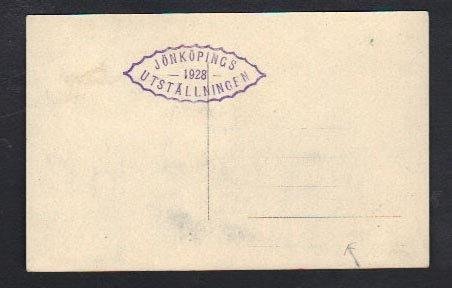 JÖNKÖPINGS
— 1928 —
UTSTÄLLNINGEN